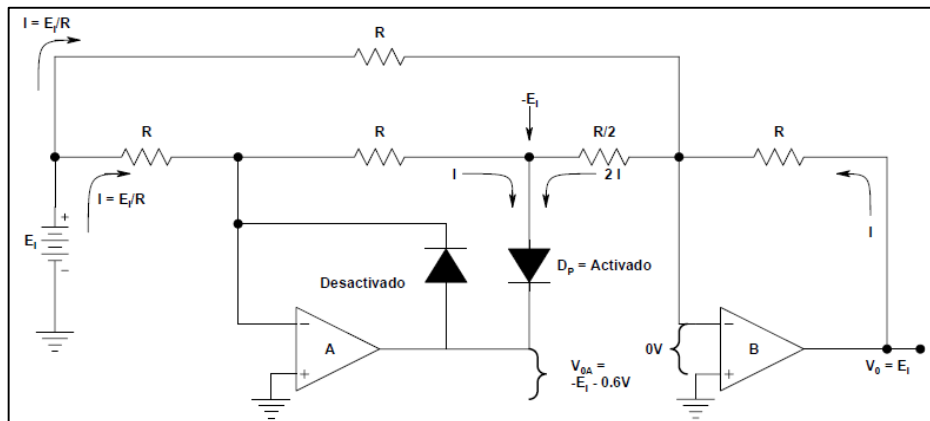 I = EI/R
R
-EI
R
R
R/2
R
I
2 I
I = EI/R
I
EI
+
−
Desactivado
DP = Activado
−
A
+
V0A =
-EI - 0.6V
0V
−
B
+
V0 = EI